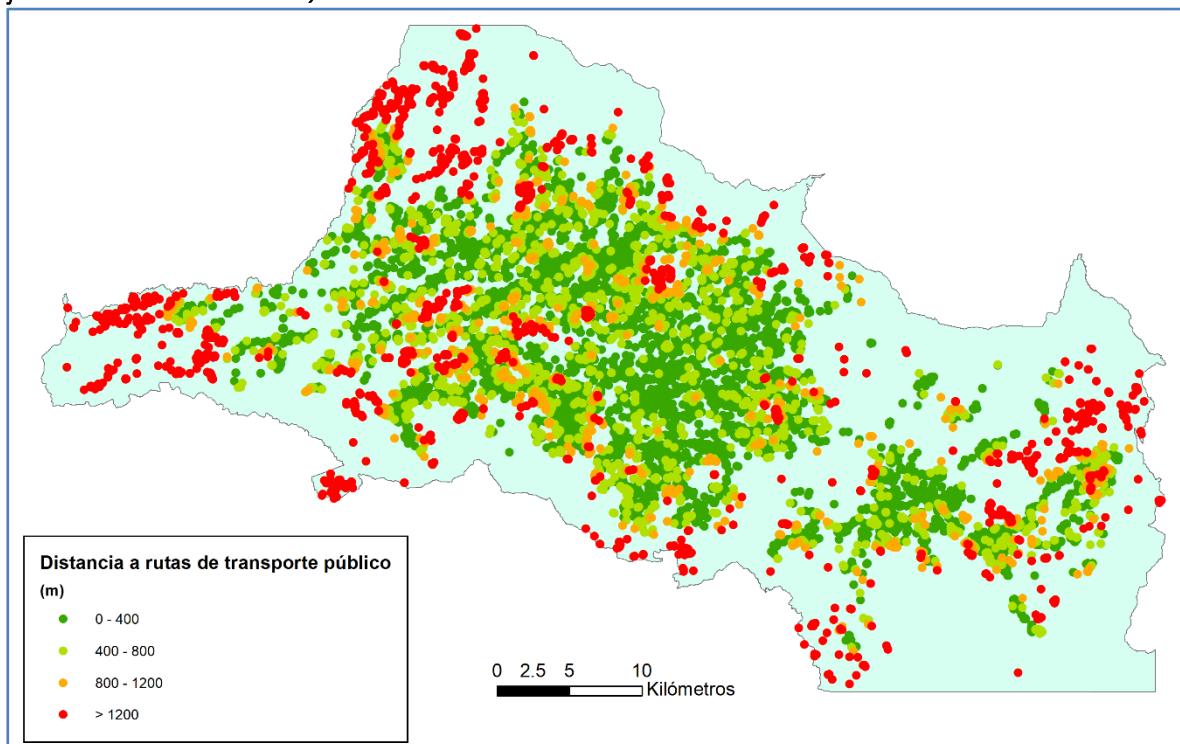 Distancia a rutas de transporte público
(m)
0 - 400
400 - 800
800 - 1200
> 1200
0 2.5 5 10
Kilómetros